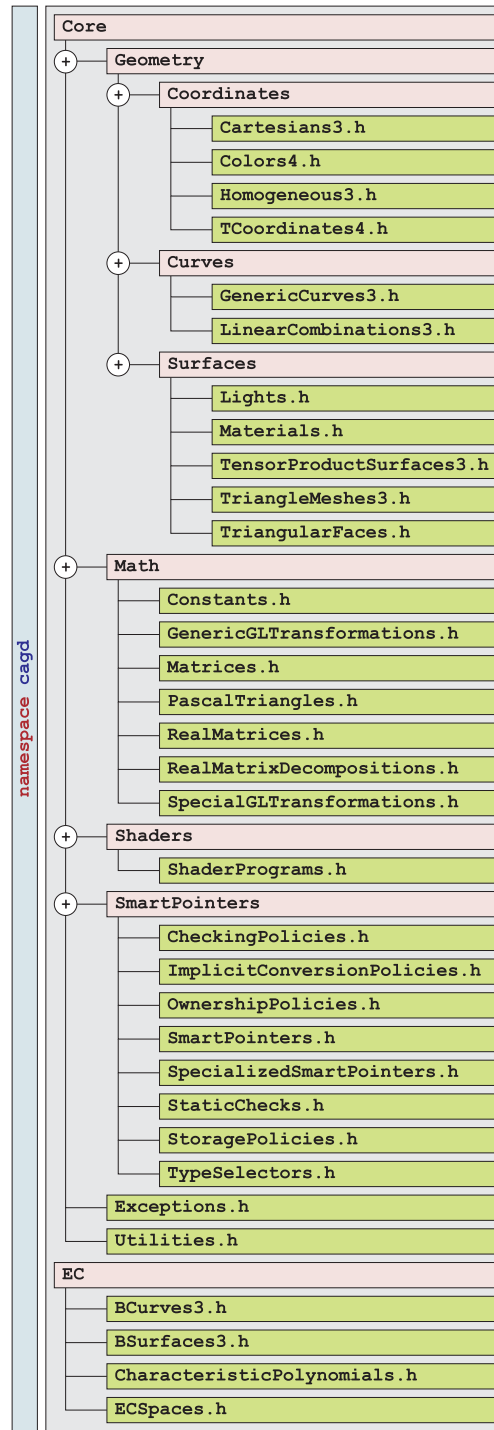 namespace cagd
Core
+ Geometry
+ Coordinates
Cartesians3.h
Colors4.h
Homogeneous3.h
TCoordinates4.h
+ Curves
GenericCurves3.h
LinearCombinations3.h
+ Surfaces
Lights.h
Materials.h
TensorProductSurfaces3.h
TriangleMeshes3.h
TriangularFaces.h
+ Math
Constants.h
GenericGLTransformations.h
Matrices.h
PascalTriangles.h
RealMatrices.h
RealMatrixDecompositions.h
SpecialGLTransformations.h
+ Shaders
ShaderPrograms.h
+ SmartPointers
CheckingPolicies.h
ImplicitConversionPolicies.h
OwnershipPolicies.h
SmartPointers.h
SpecializedSmartPointers.h
StaticChecks.h
StoragePolicies.h
TypeSelectors.h
Exceptions.h
Utilities.h
EC
BCurves3.h
BSurfaces3.h
CharacteristicPolynomials.h
ECSpaces.h